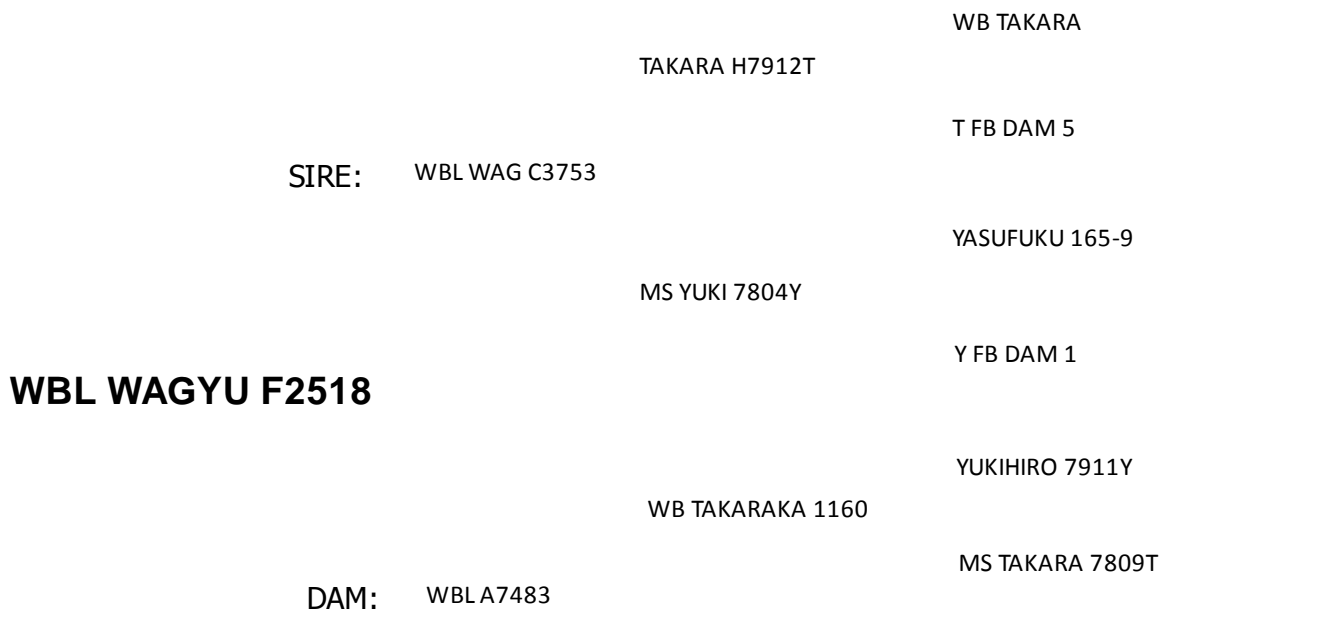 WB TAKARA
TAKARA H7912T
T FB DAM 5
SIRE: WBL WAG C3753
YASUFUKU 165-9
MS YUKI 7804Y
Y FB DAM 1
WBL WAGYU F2518
YUKIHIRO 7911Y
WB TAKARAKA 1160
MS TAKARA 7809T
DAM: WBL A7483